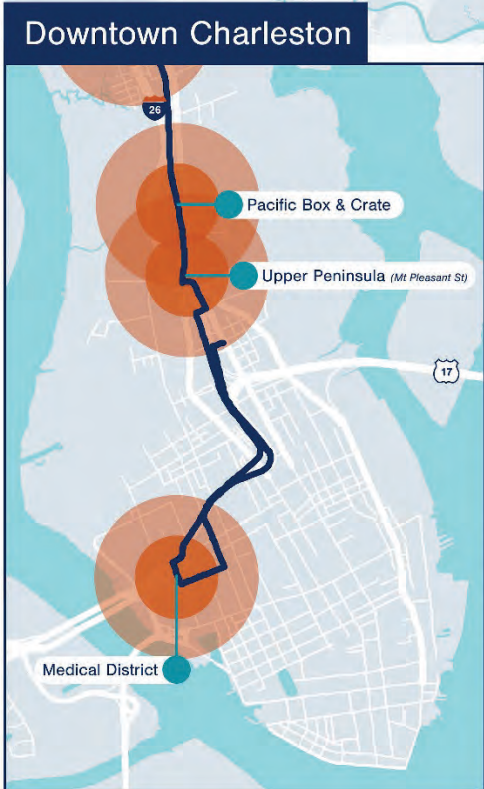 Downtown Charleston
26
Pacific Box & Crate
Upper Peninsula (Mt Pleasant St)
17
Medical District